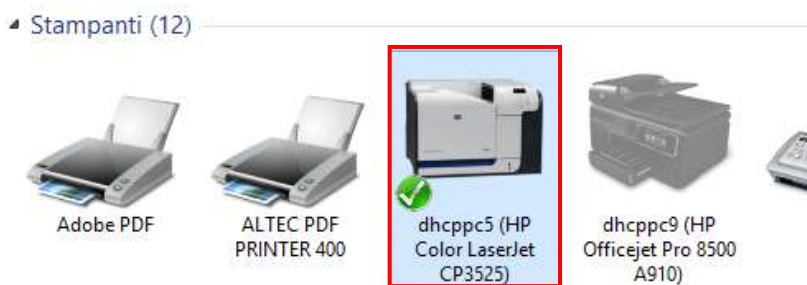 Stampanti (12)
Adobe PDF
ALTEC PDF
PRINTER 400
dhcppc5 (HP
Color LaserJet
CP3525)
dhcppc9 (HP
Officejet Pro 8500
A910)